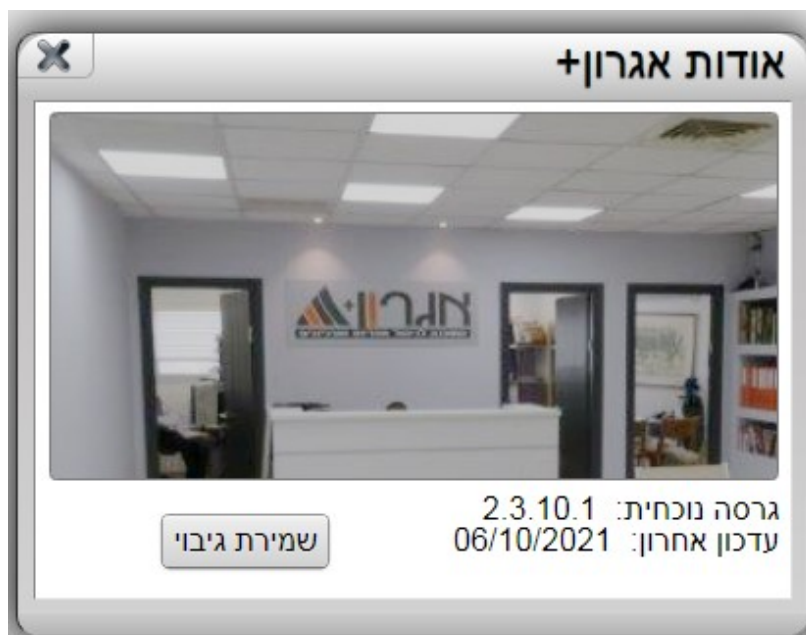 אודות אגרון+
אגרון+
גרסה נוכחית: 2.3.10.1
עדכון אחרון: 06/10/2021
שמירת גיבוי